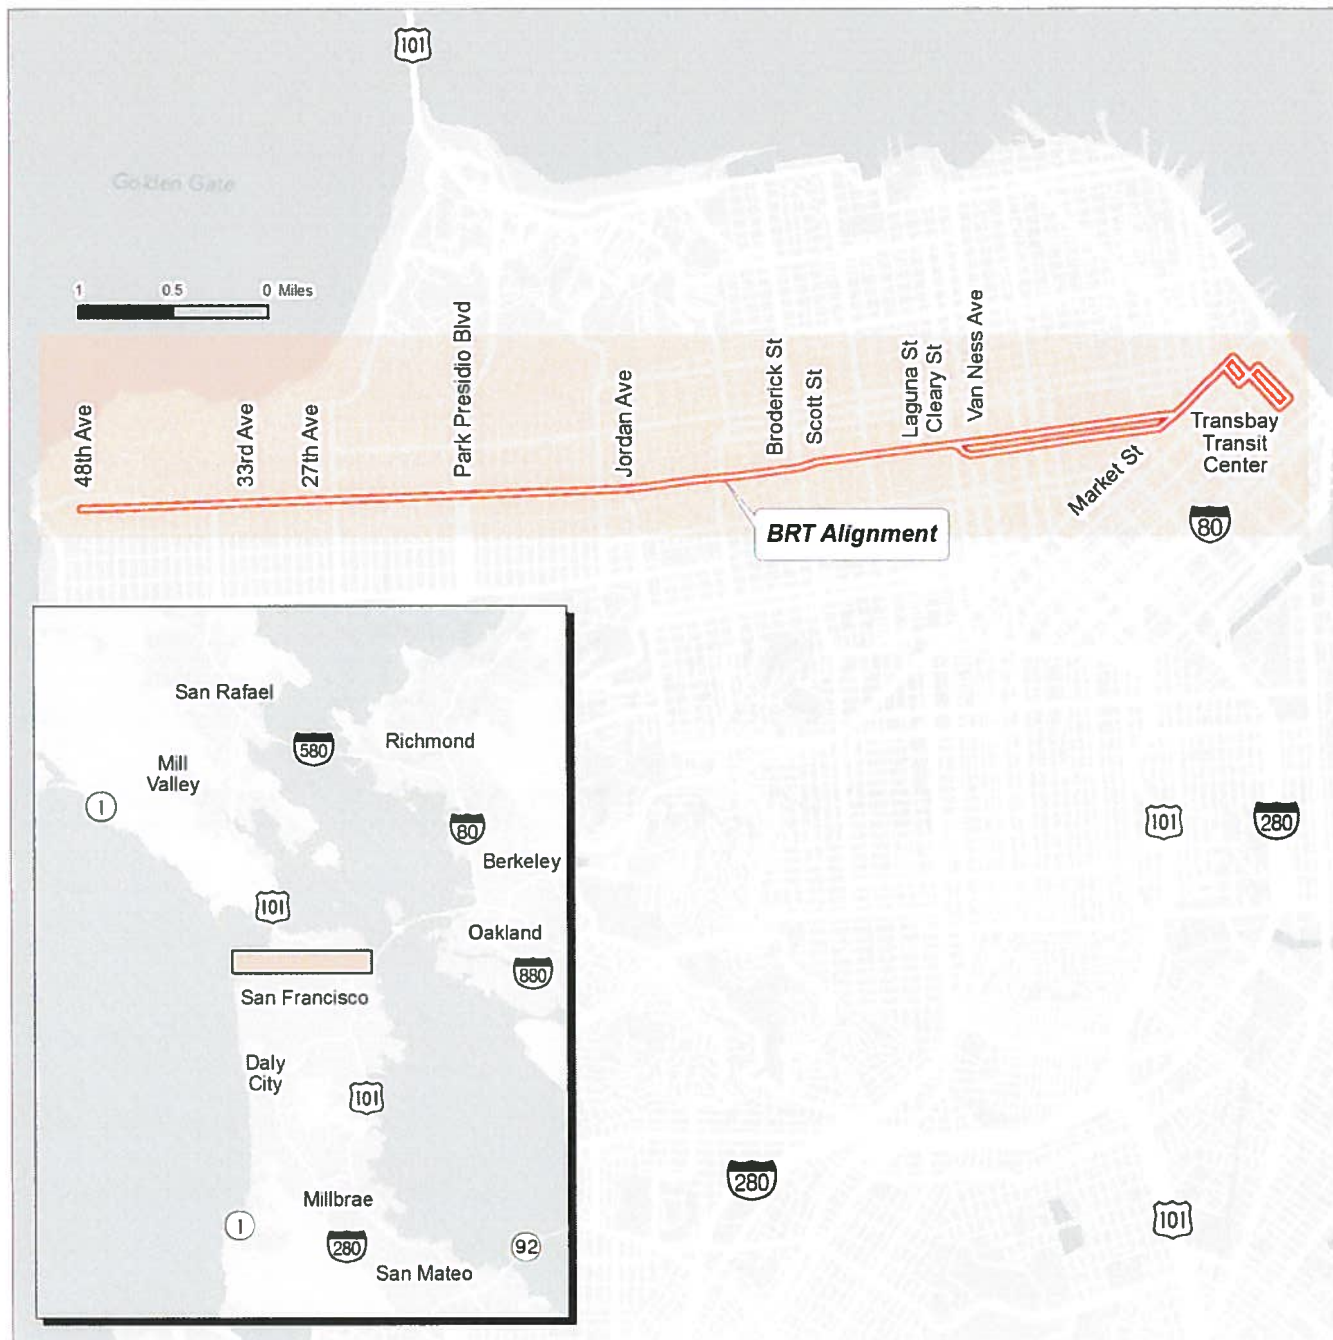 101
Golden Gate
1 0.5 0 Miles
48th Ave
33rd Ave
27th Ave
Park Presidio Blvd
Jordan Ave
Broderick St
Scott St
Laguna St
Cleary St
Van Ness Ave
Market St
Transbay
Transit
Center
80
BRT Alignment
San Rafael
580
Richmond
Mill
Valley
1
80
Berkeley
101
Oakland
880
San Francisco
Daly
City
101
Millbrae
1
280
92
San Mateo
101
280
280
101